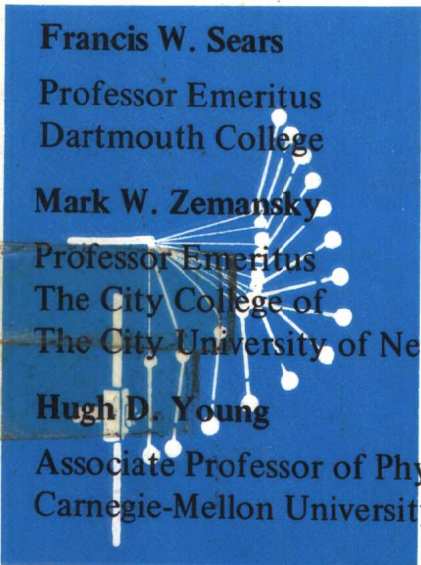 Francis W. Sears
Professor Emeritus
Dartmouth College
Mark W. Zemansky
Professor Emeritus
The City College of
The City University of Ne
Hugh D. Young
Associate Professor of Phy
Carnegie-Mellon University